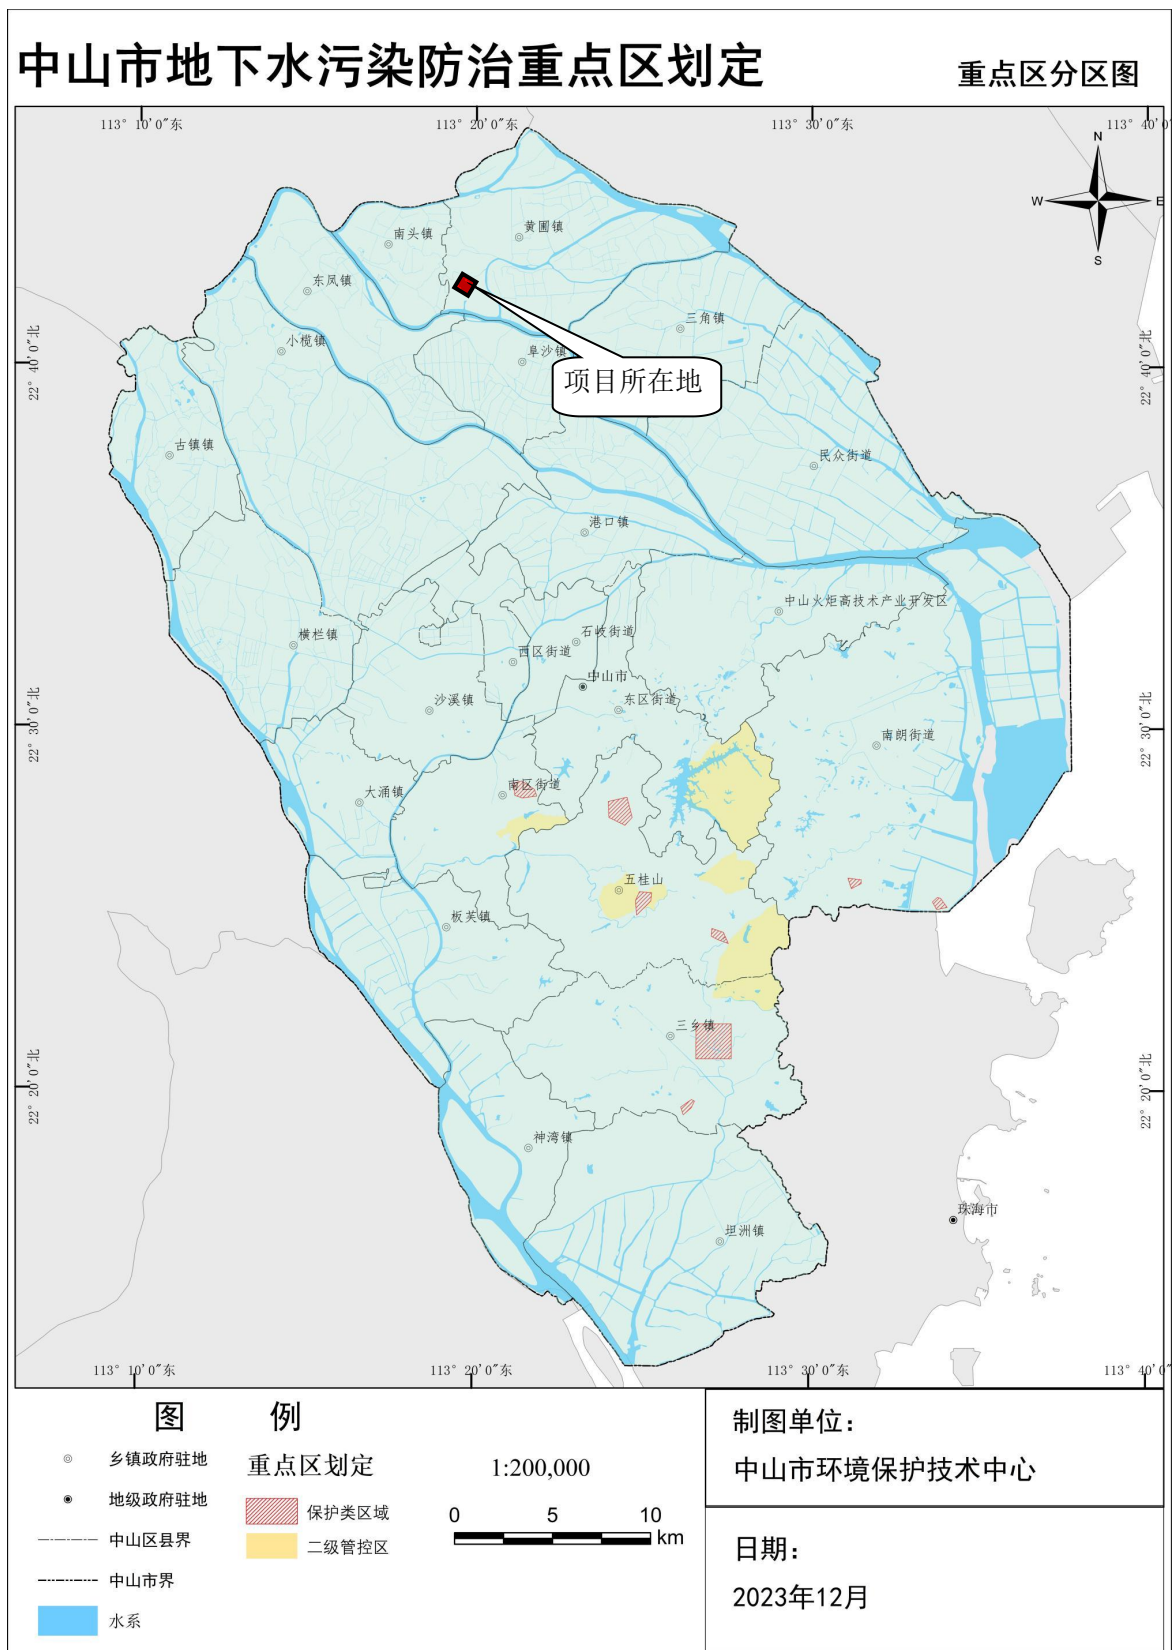 中山市地下水污染防治重点区划定
重点区分区图
113° 10′0″东
113° 20′0″东
113° 30′0″东
113° 40′0″
N
W
E
S
黄圃镇
南头镇
东凤镇
三角镇
小榄镇
阜沙镇
项目所在地
22° 40′0″北
22° 40′0″北
古镇镇
民众街道
港口镇
中山火炬高技术产业开发区
横栏镇
石岐街道
西区街道
中山市
沙溪镇
东区街道
22° 30′0″北
22° 30′0″北
南朗街道
大涌镇
南区街道
五桂山
板芙镇
三乡镇
22° 20′0″北
22° 20′0″北
神湾镇
珠海市
坦洲镇
113° 10′0″东
113° 20′0″东
113° 30′0″东
113° 40′0
图 例
乡镇政府驻地
地级政府驻地
中山区县界
中山市界
水系
重点区划定
保护类区域
二级管控区
1:200,000
0 5 10
km
制图单位：
中山市环境保护技术中心
日期：
2023年12月